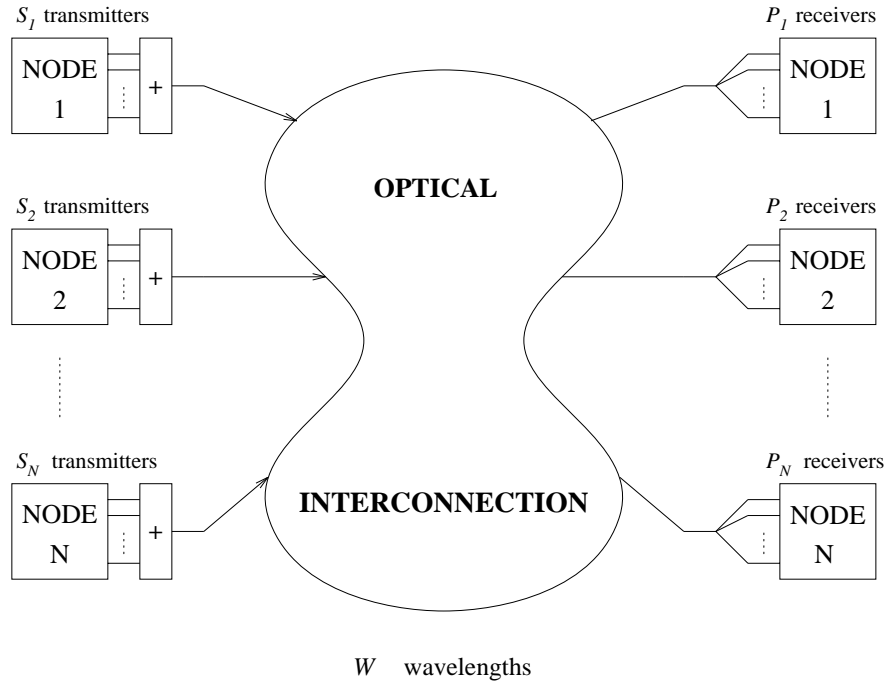 S1 transmitters
P1 receivers
NODE
1
+
NODE
1
OPTICAL
S2 transmitters
P2 receivers
NODE
2
+
NODE
2
SN transmitters
PN receivers
INTERCONNECTION
NODE
N
+
NODE
N
W wavelengths